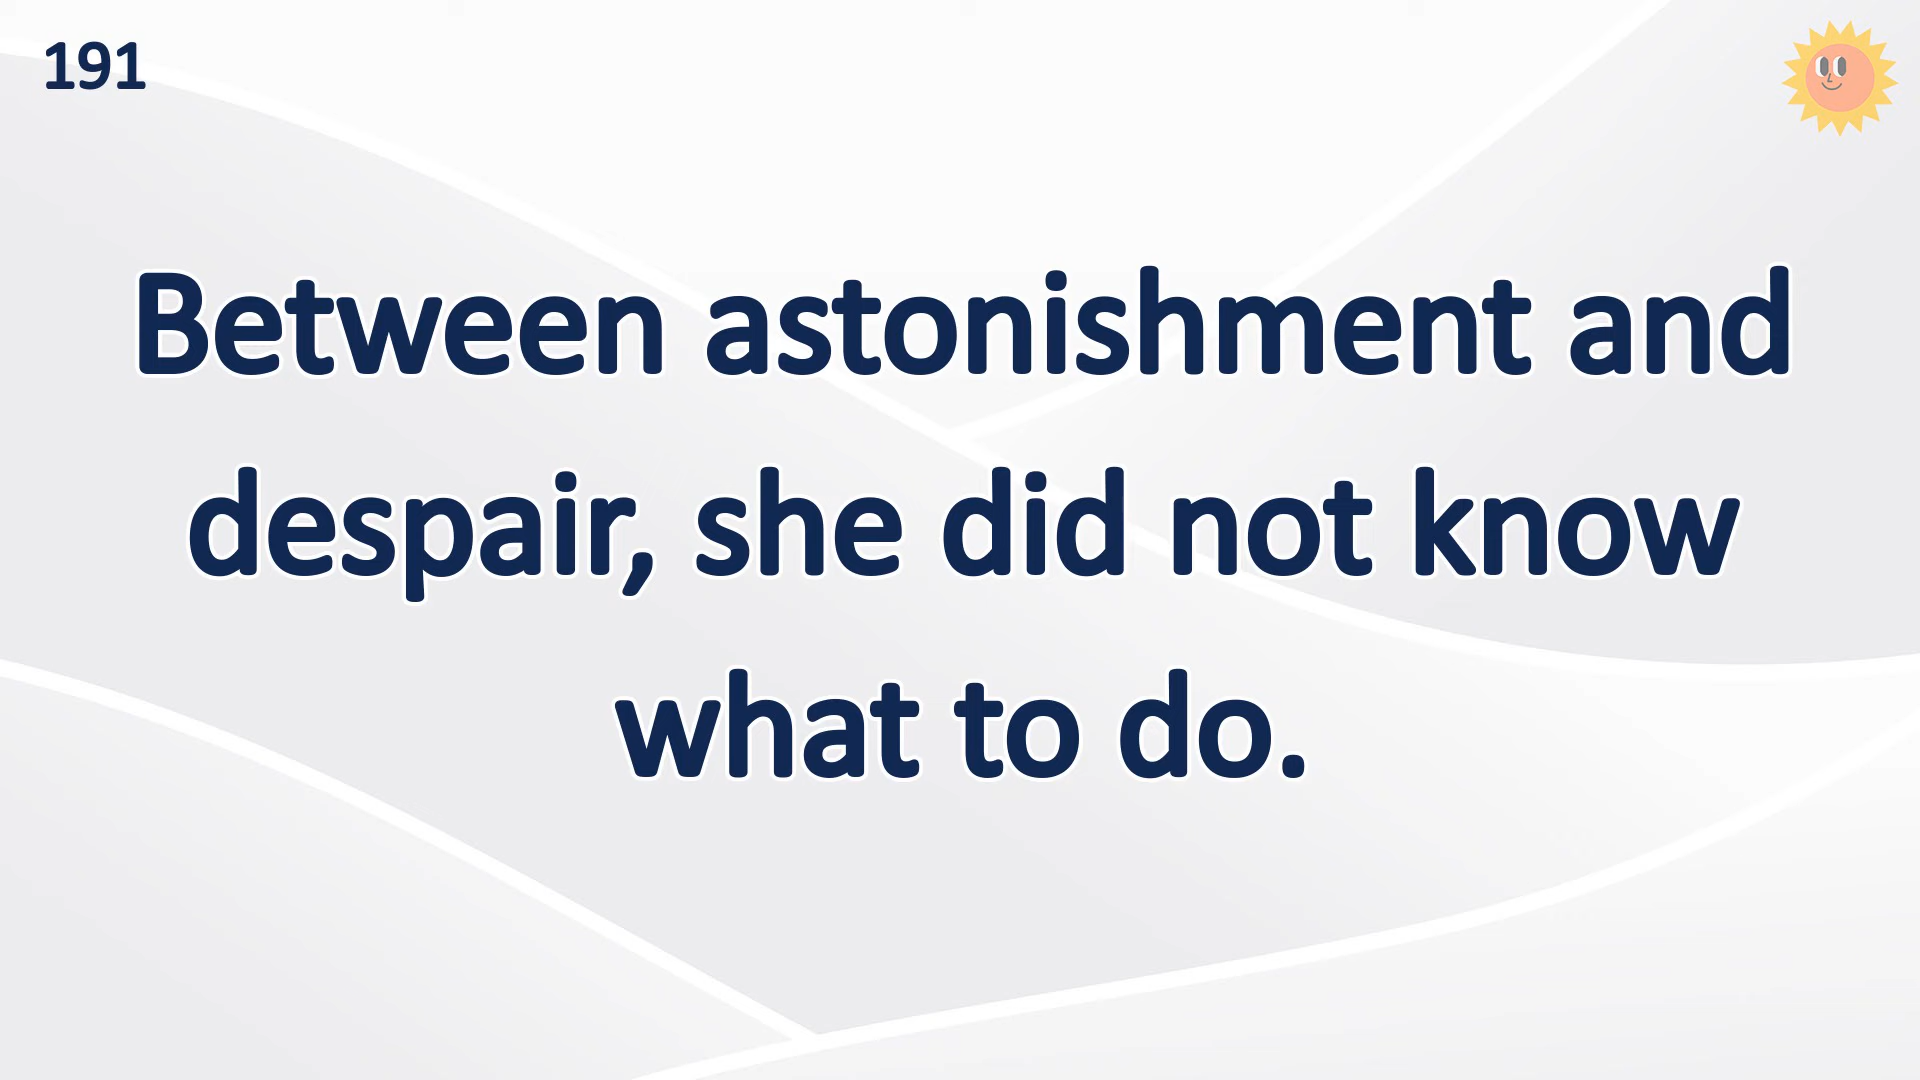 191
Between astonishment and
despair, she did not know
what to do.